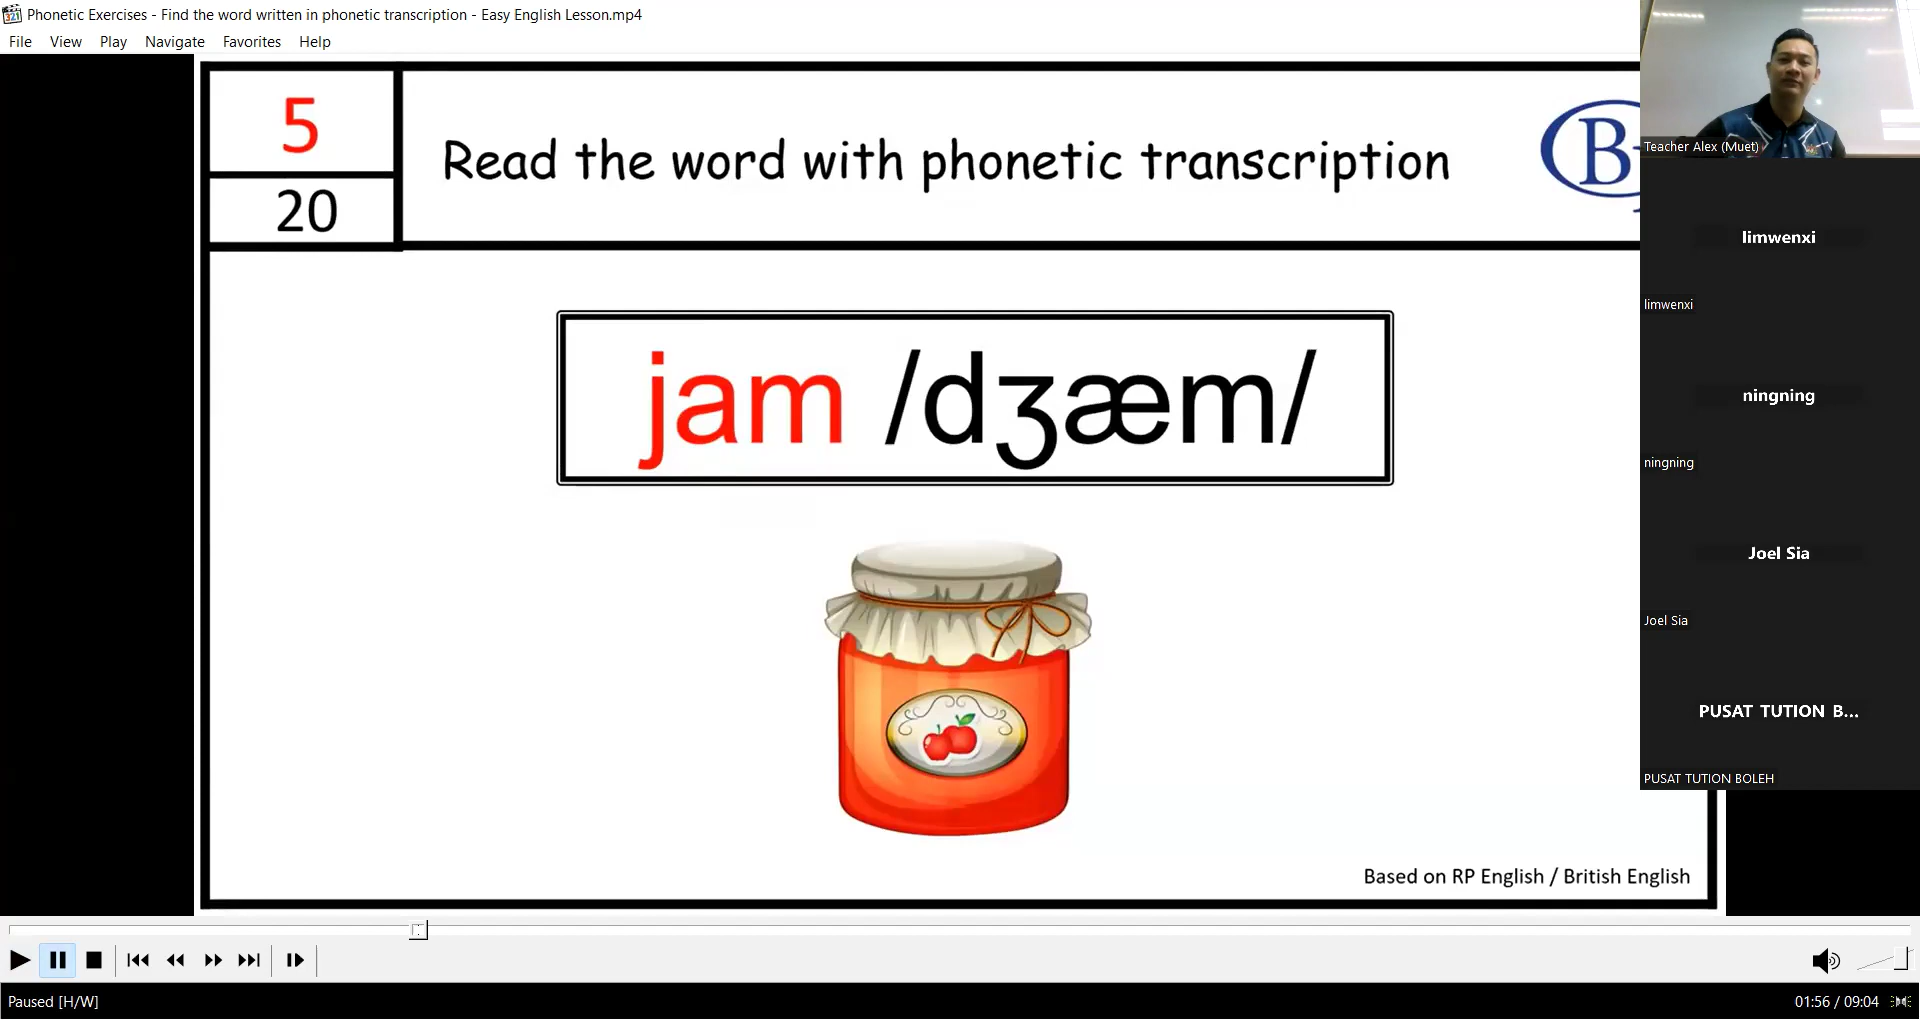 Phonetic Exercises - Find the word written in phonetic transcription - Easy English Lesson.mp4
File View Play Navigate Favorites Help
5
20
Read the word with phonetic transcription
B
jam /dʒæm/
Based on RP English / British English
Teacher Alex (Muet)
limwenxi
limwenxi
ningning
ningning
Joel Sia
Joel Sia
PUSAT TUTION B...
PUSAT TUTION BOLEH
Paused [H/W]
01:56 / 09:04